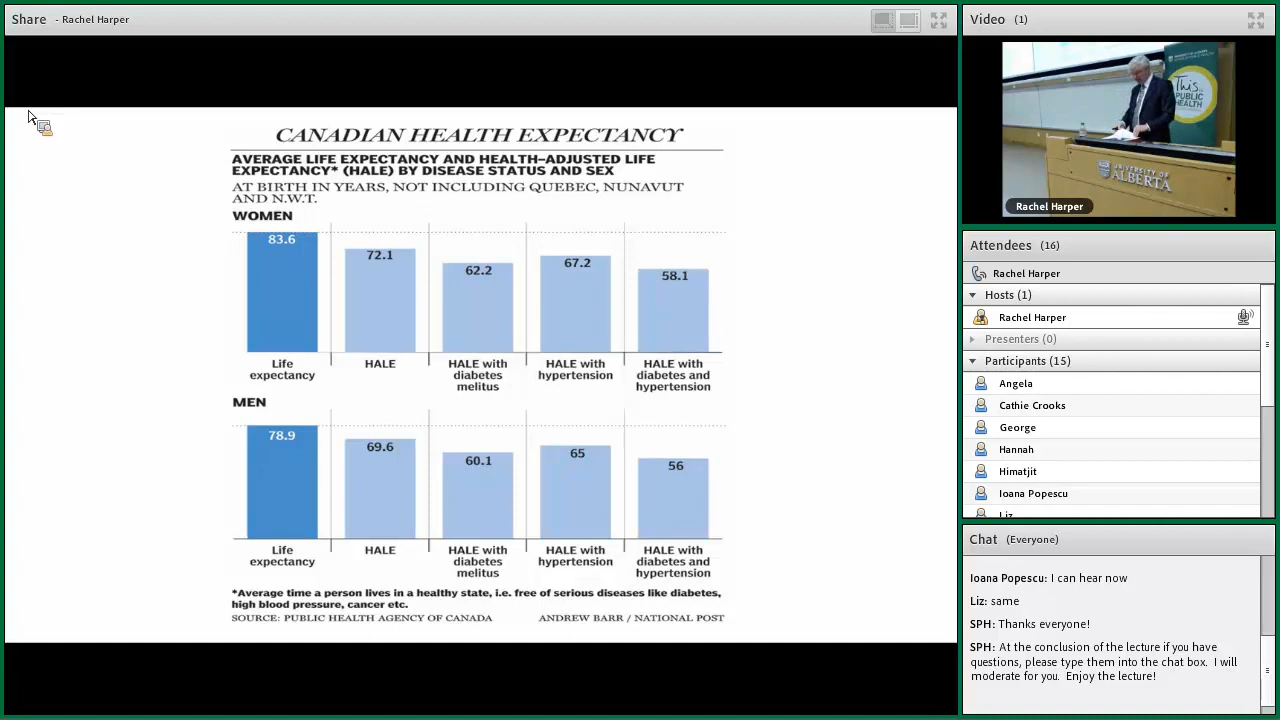 Share - Rachel Harper
CANADIAN HEALTH EXPECTANCY
AVERAGE LIFE EXPECTANCY AND HEALTH-ADJUSTED LIFE
EXPECTANCY* (HALE) BY DISEASE STATUS AND SEX
AT BIRTH IN YEARS, NOT INCLUDING QUEBEC, NUNAVUT
AND N.W.T.
WOMEN
83.6
72.1
62.2
67.2
58.1
Life
expectancy
HALE
HALE with
diabetes
melitus
HALE with
hypertension
HALE with
diabetes and
hypertension
MEN
78.9
69.6
60.1
65
56
Life
expectancy
HALE
HALE with
diabetes
melitus
HALE with
hypertension
HALE with
diabetes and
hypertension
*Average time a person lives in a healthy state, i.e. free of serious diseases like diabetes,
high blood pressure, cancer etc.
SOURCE: PUBLIC HEALTH AGENCY OF CANADA ANDREW BARR / NATIONAL POST
Video (1)
This is
PUBLIC
HEALTH
UNIVERSITY OF
ALBERTA
Rachel Harper
Attendees (16)
Rachel Harper
Hosts (1)
Rachel Harper
Presenters (0)
Participants (15)
Angela
Cathie Crooks
George
Hannah
Himatjit
Ioana Popescu
Liz
Chat (Everyone)
Ioana Popescu: I can hear now
Liz: same
SPH: Thanks everyone!
SPH: At the conclusion of the lecture if you have
questions, please type them into the chat box. I will
moderate for you. Enjoy the lecture!